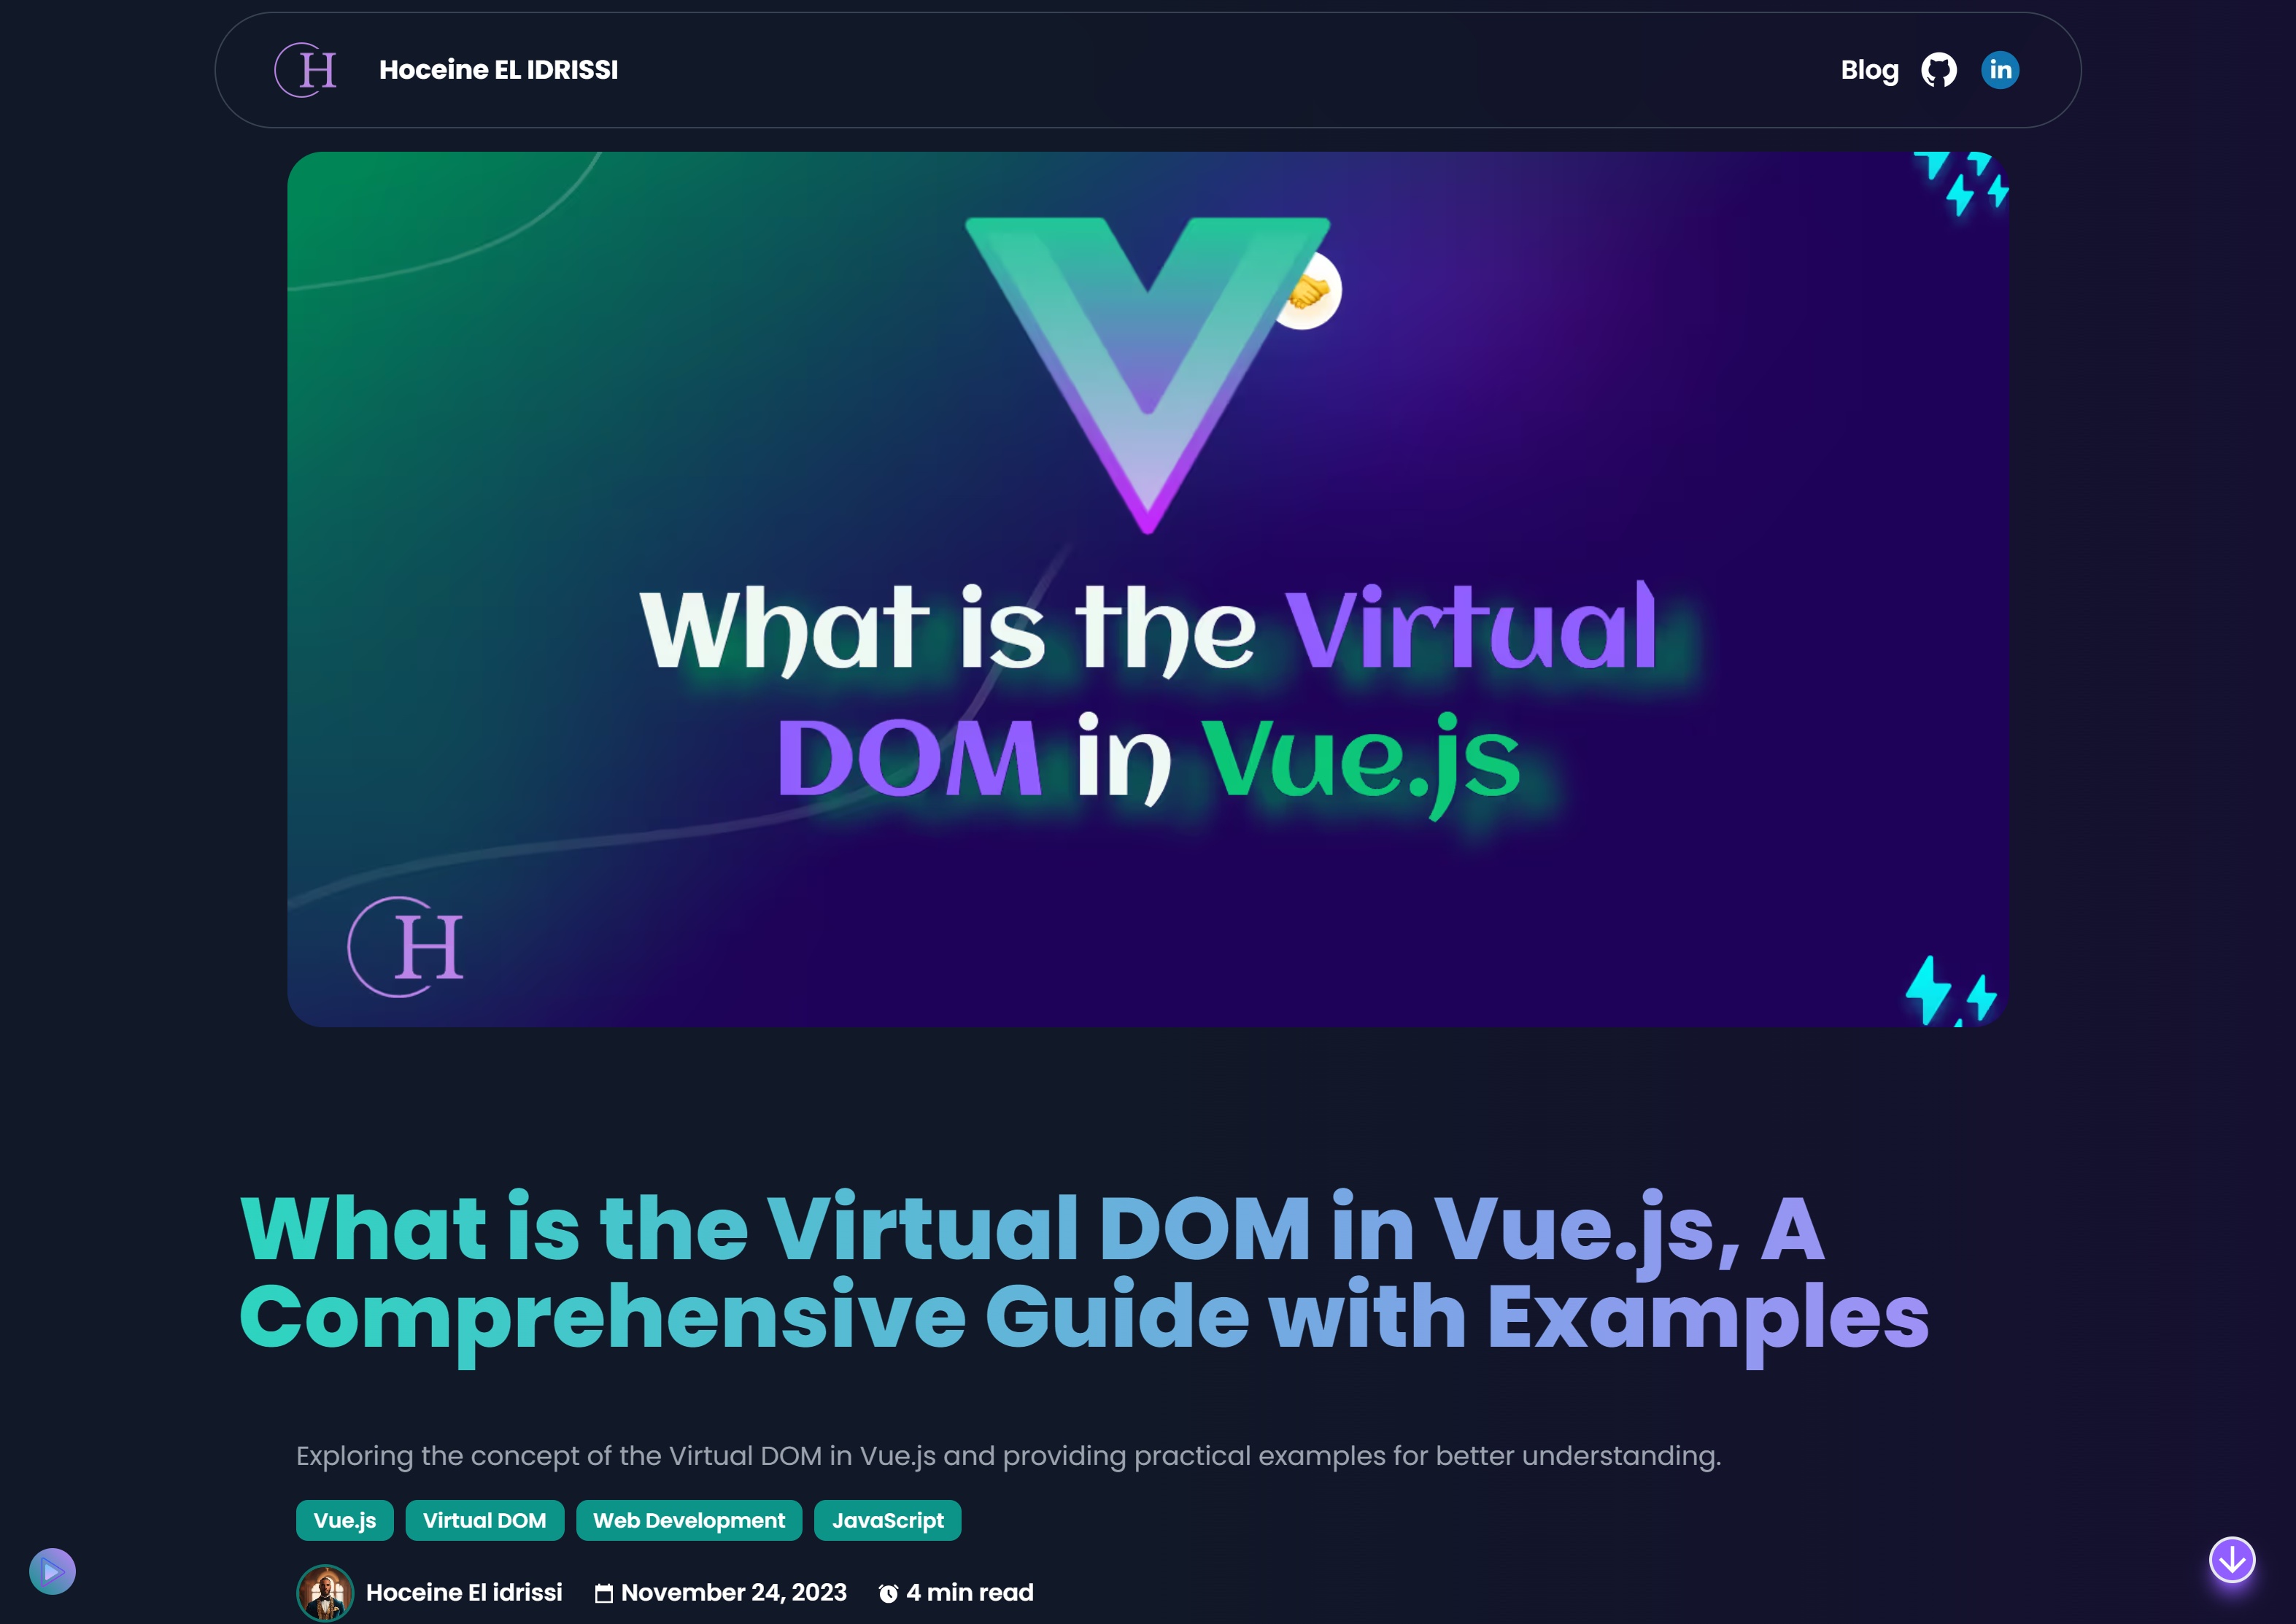 H
Hoceine EL IDRISSI
Blog
in
What is the Virtual
DOM in Vue.js
H
What is the Virtual DOM in Vue.js, A
Comprehensive Guide with Examples
Exploring the concept of the Virtual DOM in Vue.js and providing practical examples for better understanding.
Vue.js Virtual DOM Web Development JavaScript
Hoceine El idrissi November 24, 2023 4 min read